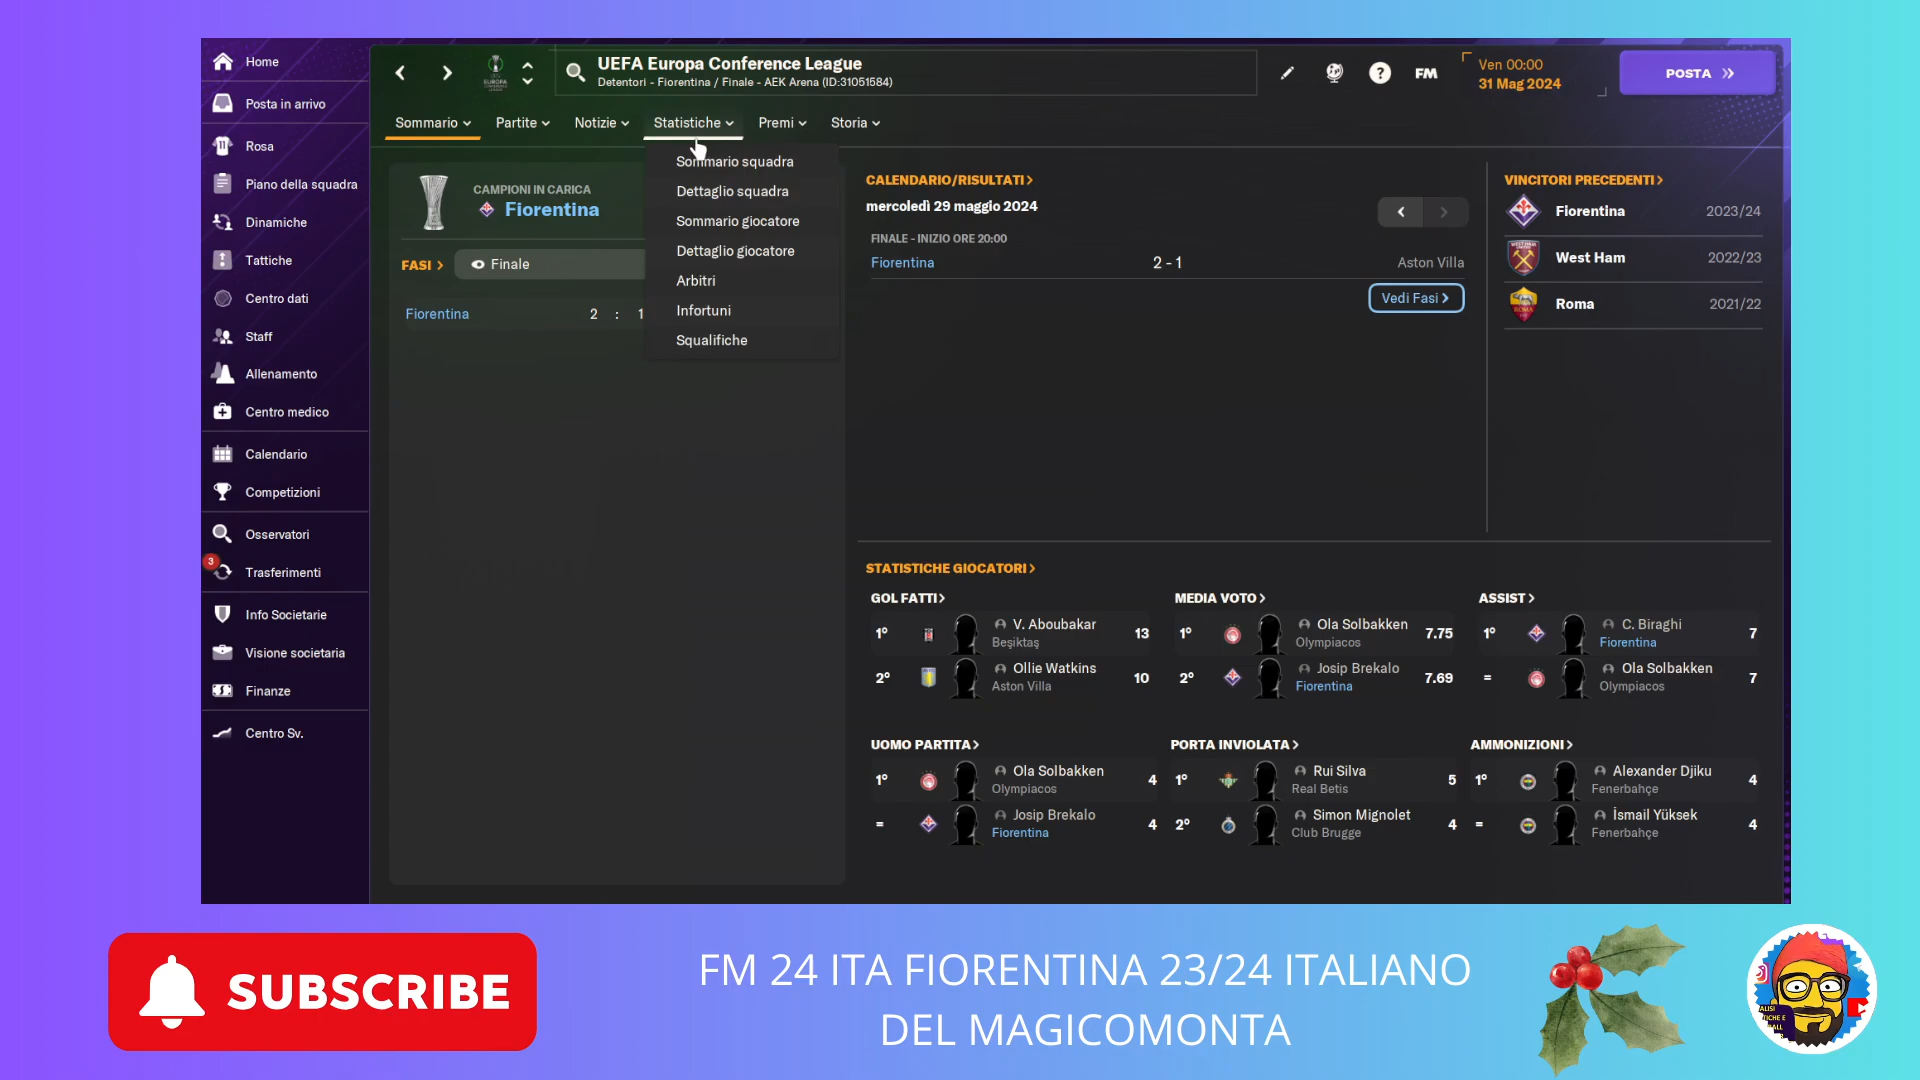 Home
Posta in arrivo
Rosa
Piano della squadra
Dinamiche
Tattiche
Centro dati
Staff
Allenamento
Centro medico
Calendario
Competizioni
Osservatori
3
Trasferimenti
Info Societarie
Visione societaria
Finanze
Centro Sv.
UEFA Europa Conference League
Detentori - Fiorentina / Finale - AEK Arena (ID:31051584)
?
FM
Ven 00:00
31 Mag 2024
POSTA
Sommario
Partite
Notizie
Statistiche
Premi
Storia
Sommario squadra
Dettaglio squadra
Sommario giocatore
Dettaglio giocatore
Arbitri
Infortuni
Squalifiche
CAMPIONI IN CARICA
Fiorentina
FASI >
Finale
Fiorentina 2 : 1
CALENDARIO/RISULTATI >
mercoledì 29 maggio 2024
FINALE - INIZIO ORE 20:00
Fiorentina 2 - 1 Aston Villa
Vedi Fasi >
VINCITORI PRECEDENTI >
Fiorentina 2023/24
West Ham 2022/23
Roma 2021/22
STATISTICHE GIOCATORI >
GOL FATTI >
1° V. Aboubakar 13
Beşiktaş
2° Ollie Watkins 10
Aston Villa
MEDIA VOTO >
1° Ola Solbakken 7.75
Olympiacos
2° Josip Brekalo 7.69
Fiorentina
ASSIST >
1° C. Biraghi 7
Fiorentina
= Ola Solbakken 7
Olympiacos
UOMO PARTITA >
1° Ola Solbakken 4
Olympiacos
= Josip Brekalo 4
Fiorentina
PORTA INVIOLATA >
1° Rui Silva 5
Real Betis
2° Simon Mignolet 4
Club Brugge
AMMONIZIONI >
1° Alexander Djiku 4
Fenerbahçe
= İsmail Yüksek 4
Fenerbahçe
SUBSCRIBE
FM 24 ITA FIORENTINA 23/24 ITALIANO
DEL MAGICOMONTA